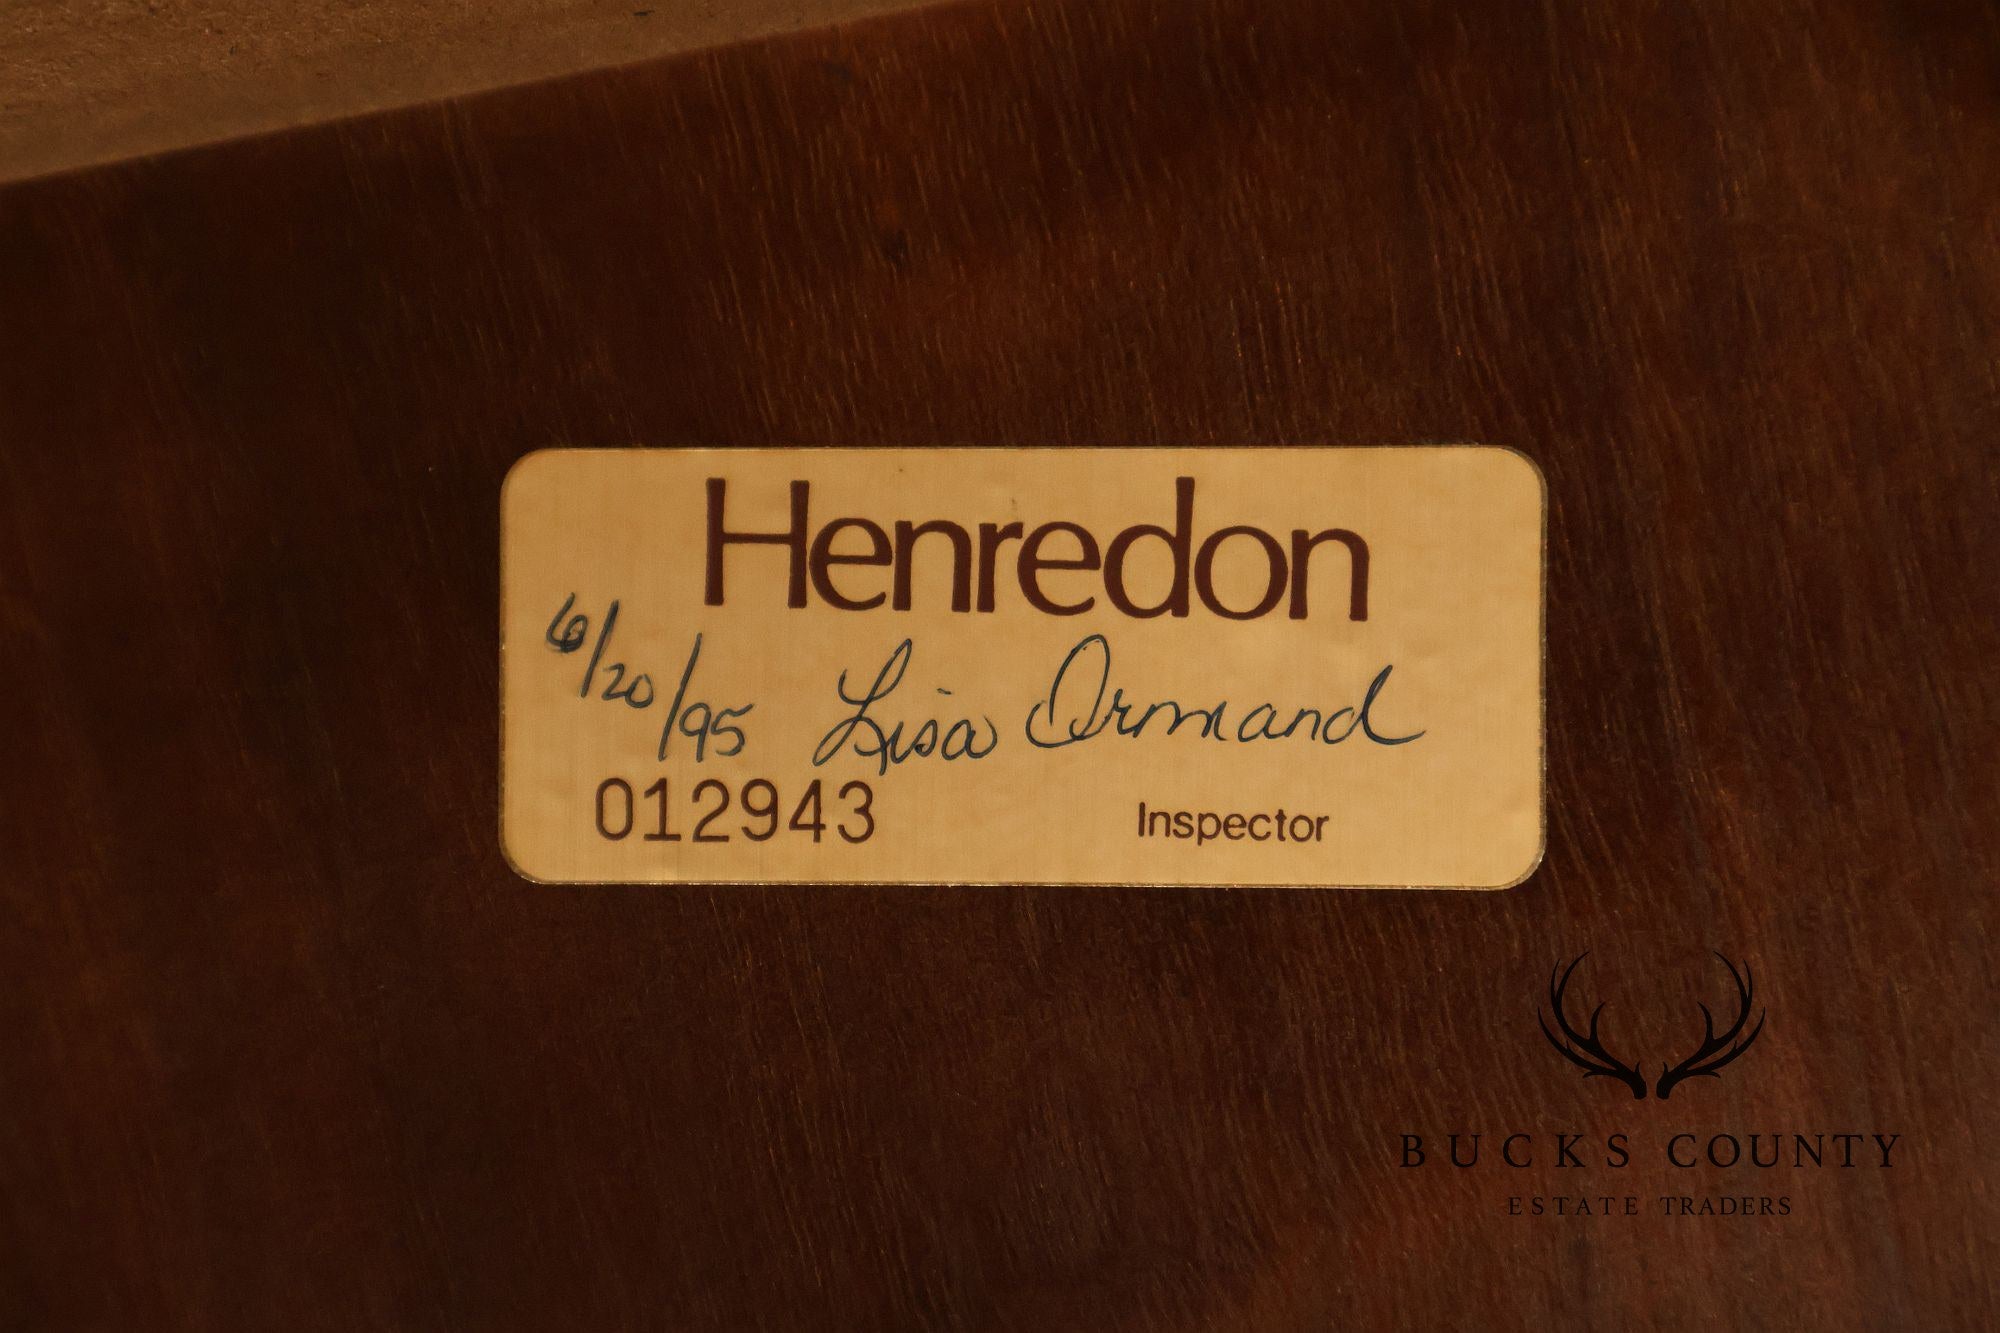 Henredon
6/20/95 Lisa Ormand
012943 Inspector
BUCKS COUNTY
ESTATE TRADERS